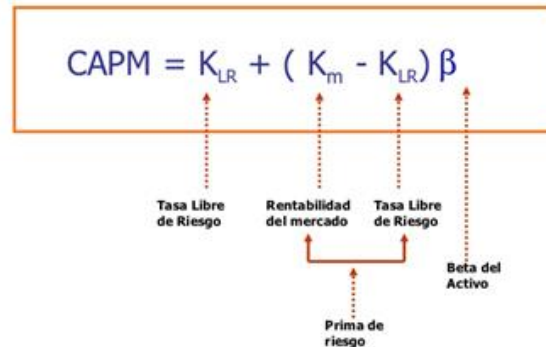 CAPM = K_LR + ( K_m - K_LR) β
Tasa Libre
de Riesgo
Rentabilidad
del mercado
Tasa Libre
de Riesgo
Beta del
Activo
Prima de
riesgo